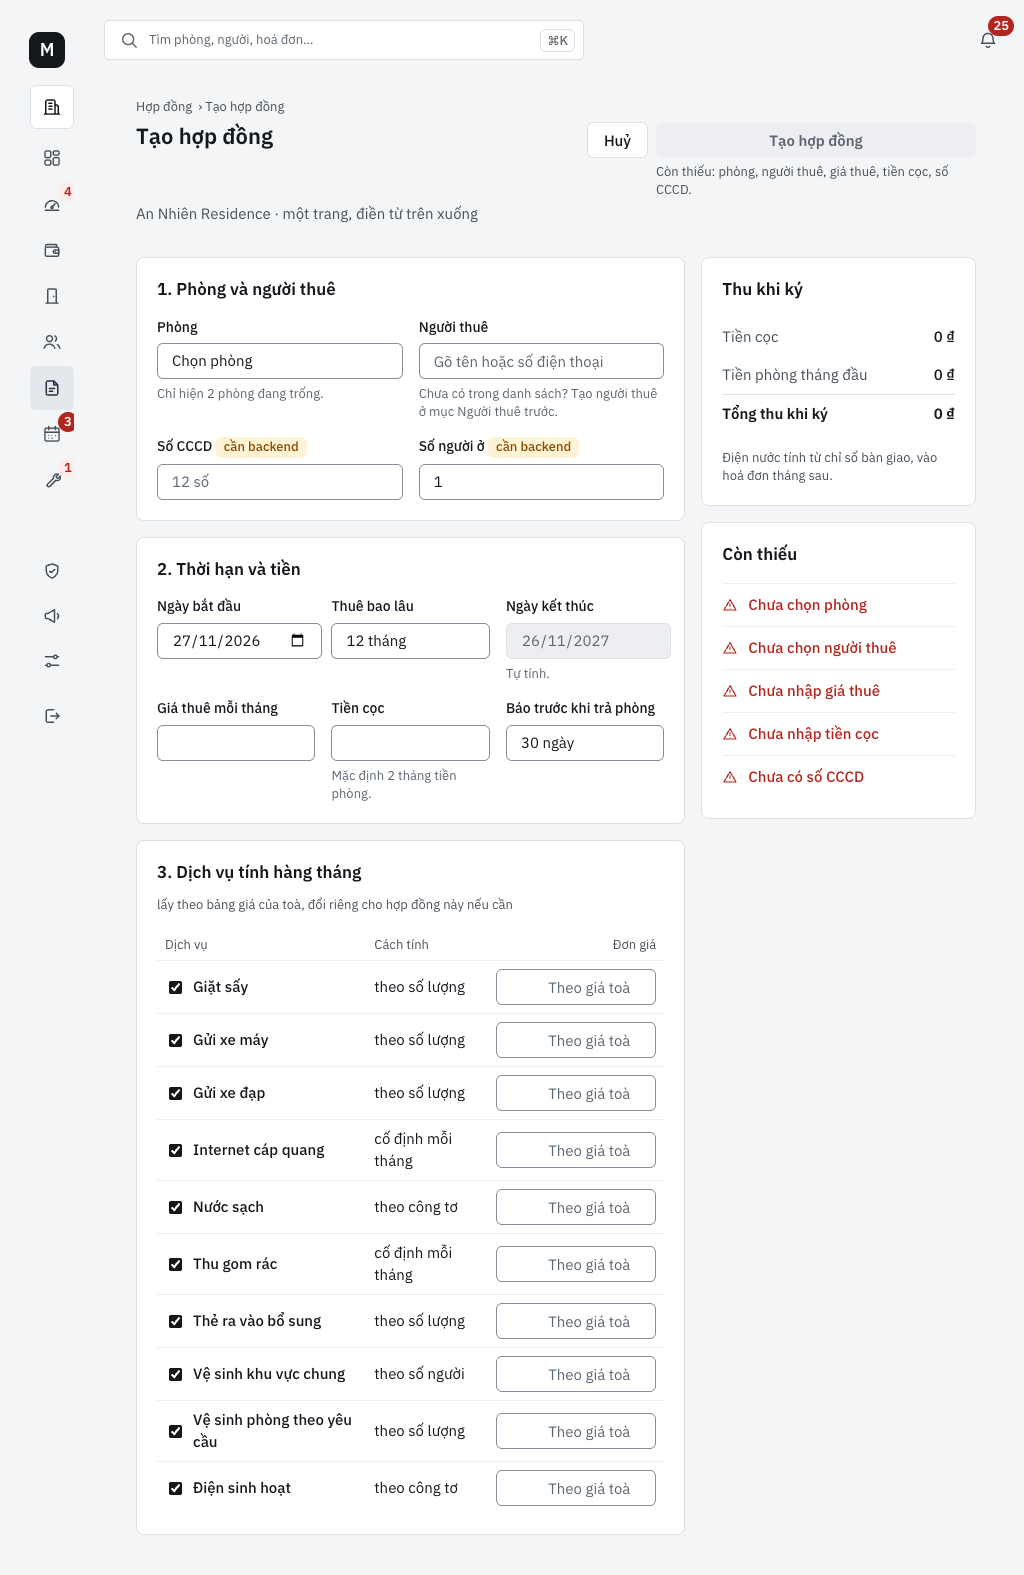 M
Tìm phòng, người, hoá đơn...
⌘K
25
Hợp đồng › Tạo hợp đồng
Tạo hợp đồng
Huỷ
Tạo hợp đồng
Còn thiếu: phòng, người thuê, giá thuê, tiền cọc, số
CCCD.
An Nhiên Residence · một trang, điền từ trên xuống
4
3
1
1. Phòng và người thuê
Phòng
Người thuê
Chọn phòng
Gõ tên hoặc số điện thoại
Chỉ hiện 2 phòng đang trống.
Chưa có trong danh sách? Tạo người thuê
ở mục Người thuê trước.
Số CCCD cần backend
Số người ở cần backend
12 số
1
2. Thời hạn và tiền
Ngày bắt đầu
Thuê bao lâu
Ngày kết thúc
27/11/2026
12 tháng
26/11/2027
Tự tính.
Giá thuê mỗi tháng
Tiền cọc
Báo trước khi trả phòng
30 ngày
Mặc định 2 tháng tiền
phòng.
3. Dịch vụ tính hàng tháng
lấy theo bảng giá của toà, đổi riêng cho hợp đồng này nếu cần
Dịch vụ
Cách tính
Đơn giá
Giặt sấy
theo số lượng
Theo giá toà
Gửi xe máy
theo số lượng
Theo giá toà
Gửi xe đạp
theo số lượng
Theo giá toà
Internet cáp quang
cố định mỗi
tháng
Theo giá toà
Nước sạch
theo công tơ
Theo giá toà
Thu gom rác
cố định mỗi
tháng
Theo giá toà
Thẻ ra vào bổ sung
theo số lượng
Theo giá toà
Vệ sinh khu vực chung
theo số người
Theo giá toà
Vệ sinh phòng theo yêu
cầu
theo số lượng
Theo giá toà
Điện sinh hoạt
theo công tơ
Theo giá toà
Thu khi ký
Tiền cọc
0 ₫
Tiền phòng tháng đầu
0 ₫
Tổng thu khi ký
0 ₫
Điện nước tính từ chỉ số bàn giao, vào
hoá đơn tháng sau.
Còn thiếu
Chưa chọn phòng
Chưa chọn người thuê
Chưa nhập giá thuê
Chưa nhập tiền cọc
Chưa có số CCCD